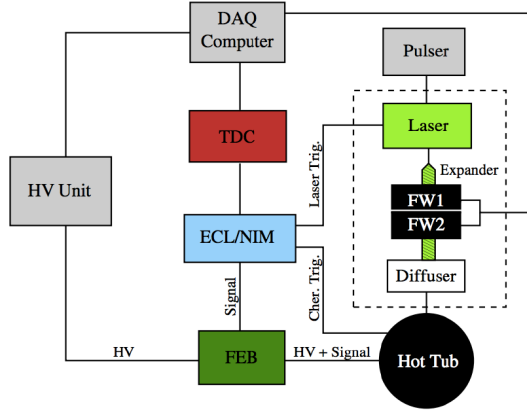 DAQ
Computer
Pulser
TDC
Laser
Laser Trig.
Expander
HV Unit
FW1
FW2
ECL/NIM
Signal
Cher. Trig.
Diffuser
HV
FEB
HV + Signal
Hot Tub